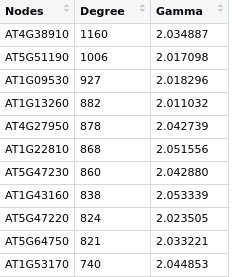 Nodes Degree Gamma
AT4G38910 1160 2.034887
AT5G51190 1006 2.017098
AT1G09530 927 2.018296
AT1G13260 882 2.011032
AT4G27950 878 2.042739
AT1G22810 868 2.051556
AT5G47230 860 2.042880
AT1G43160 838 2.053339
AT5G47220 824 2.023505
AT5G64750 821 2.033221
AT1G53170 740 2.044853